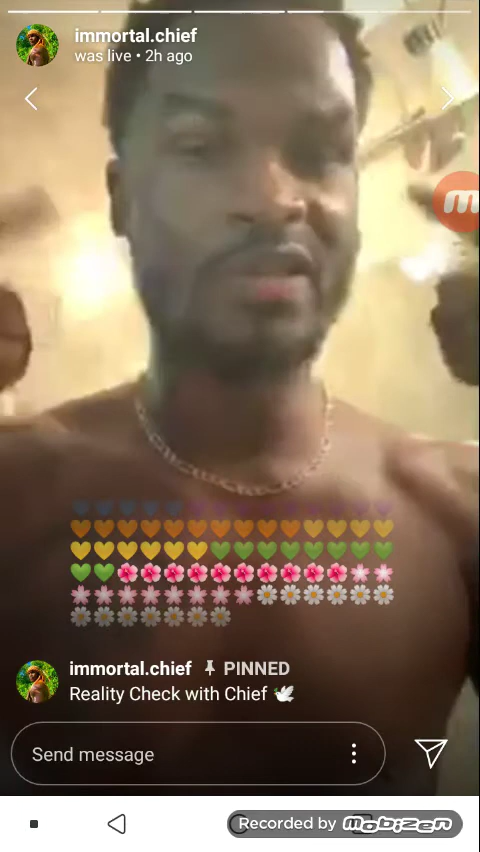 immortal.chief
was live • 2h ago
immortal.chief PINNED
Reality Check with Chief 🕊️
Send message
Recorded by Mobizen